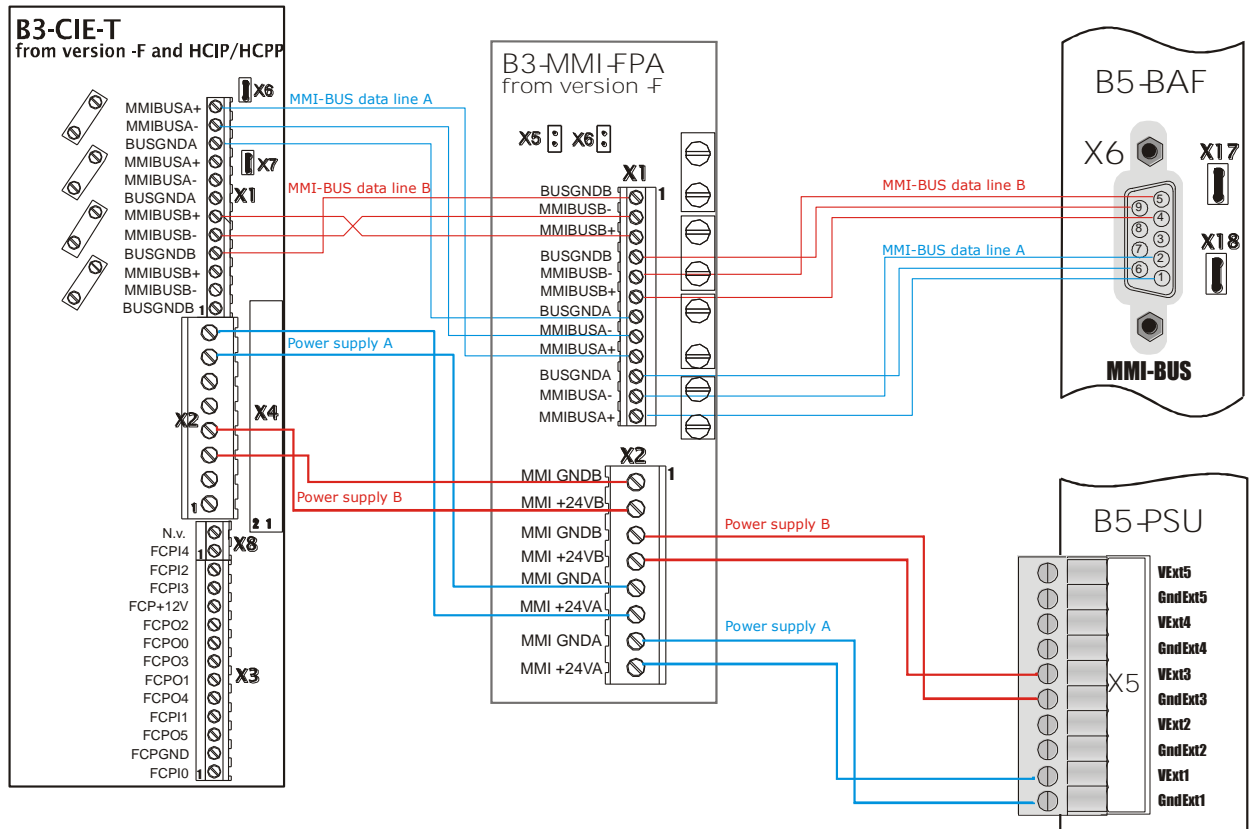 B3-CIE-T
from version -F and HCIP/HCPP
X6
MMIBUSA+
MMIBUSA-
BUSGNDA
MMIBUSA+
X7
MMIBUSA-
BUSGNDA
X1
MMIBUSB+
MMIBUSB-
BUSGNDB
MMIBUSB+
MMIBUSB-
BUSGNDB 1
X2
X4
1
2 1
N.v.
X8
FCPI4
1
FCPI2
FCPI3
FCP+12V
FCPO2
FCPO0
FCPO3
FCPO1
X3
FCPO4
FCPI1
FCPO5
FCPGND
FCPI0
1
MMI-BUS data line A
MMI-BUS data line B
Power supply A
Power supply B
B3-MMI-FPA
from version -F
X5
X6
X1
1
BUSGNDB
MMIBUSB-
MMIBUSB+
BUSGNDB
MMIBUSB-
MMIBUSB+
BUSGNDA
MMIBUSA-
MMIBUSA+
BUSGNDA
MMIBUSA-
MMIBUSA+
X2
1
MMI GNDB
MMI +24VB
MMI GNDB
MMI +24VB
MMI GNDA
MMI +24VA
MMI GNDA
MMI +24VA
MMI-BUS data line B
MMI-BUS data line A
Power supply B
Power supply A
B5-BAF
X6
X17
5
9
4
8
3
7
2
6
1
X18
MMI-BUS
B5-PSU
X5
VExt5
GndExt5
VExt4
GndExt4
VExt3
GndExt3
VExt2
GndExt2
VExt1
GndExt1